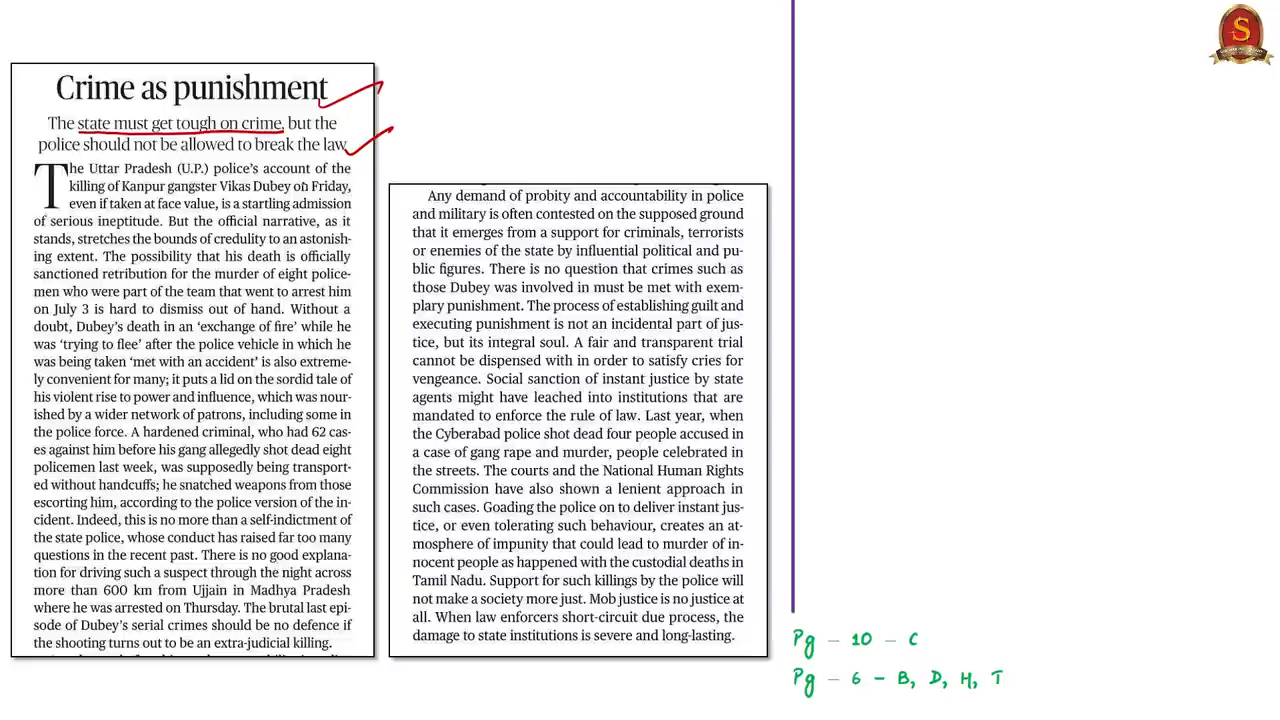 Crime as punishment
The state must get tough on crime, but the
police should not be allowed to break the law
The Uttar Pradesh (U.P.) police's account of the
killing of Kanpur gangster Vikas Dubey on Friday,
even if taken at face value, is a startling admission
of serious ineptitude. But the official narrative, as it
stands, stretches the bounds of credulity to an astonish-
ing extent. The possibility that his death is officially
sanctioned retribution for the murder of eight police-
men who were part of the team that went to arrest him
on July 3 is hard to dismiss out of hand. Without a
doubt, Dubey's death in an 'exchange of fire' while he
was 'trying to flee' after the police vehicle in which he
was being taken 'met with an accident' is also extreme-
ly convenient for many; it puts a lid on the sordid tale of
his violent rise to power and influence, which was nour-
ished by a wider network of patrons, including some in
the police force. A hardened criminal, who had 62 cas-
es against him before his gang allegedly shot dead eight
policemen last week, was supposedly being transport-
ed without handcuffs; he snatched weapons from those
escorting him, according to the police version of the in-
cident. Indeed, this is no more than a self-indictment of
the state police, whose conduct has raised far too many
questions in the recent past. There is no good explana-
tion for driving such a suspect through the night across
more than 600 km from Ujjain in Madhya Pradesh
where he was arrested on Thursday. The brutal last epi-
sode of Dubey's serial crimes should be no defence if
the shooting turns out to be an extra-judicial killing.
Any demand of probity and accountability in police
and military is often contested on the supposed ground
that it emerges from a support for criminals, terrorists
or enemies of the state by influential political and pu-
blic figures. There is no question that crimes such as
those Dubey was involved in must be met with exem-
plary punishment. The process of establishing guilt and
executing punishment is not an incidental part of jus-
tice, but its integral soul. A fair and transparent trial
cannot be dispensed with in order to satisfy cries for
vengeance. Social sanction of instant justice by state
agents might have leached into institutions that are
mandated to enforce the rule of law. Last year, when
the Cyberabad police shot dead four people accused in
a case of gang rape and murder, people celebrated in
the streets. The courts and the National Human Rights
Commission have also shown a lenient approach in
such cases. Goading the police on to deliver instant jus-
tice, or even tolerating such behaviour, creates an at-
mosphere of impunity that could lead to murder of in-
nocent people as happened with the custodial deaths in
Tamil Nadu. Support for such killings by the police will
not make a society more just. Mob justice is no justice at
all. When law enforcers short-circuit due process, the
damage to state institutions is severe and long-lasting.
S
Pg - 10 - C
Pg - 6 - B, D, H, T